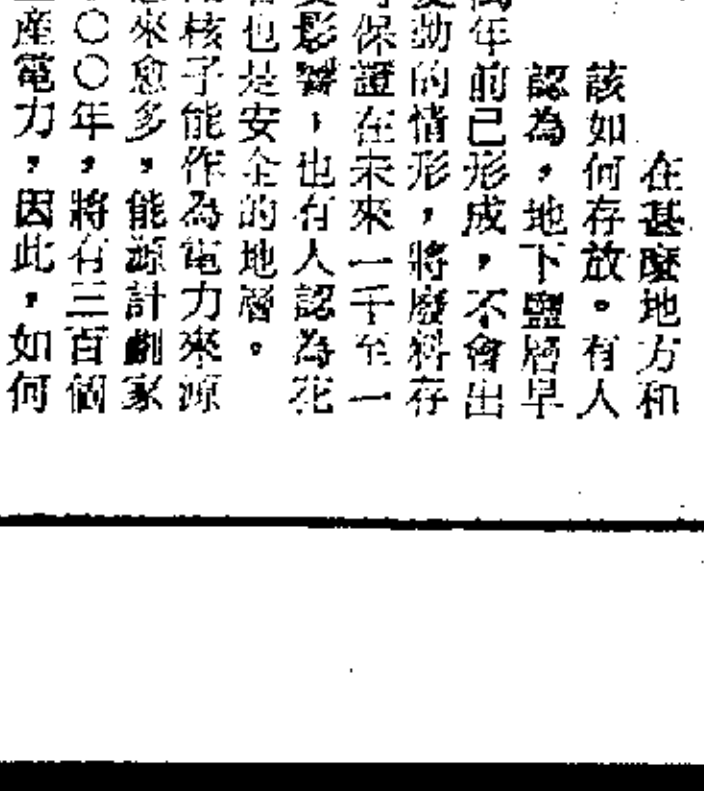 在甚麼地方和
該如何存放。有人
認為,地下鹽層早
萬年前已形成,不會出
變動的情形,將廢料存
保證在未來一千至一
影響,也有人認為花
也是安全的地層。
核子能作為電力來源
來愈多,能源計劃家
〇〇年,將有三百個
產電力,因此,如何